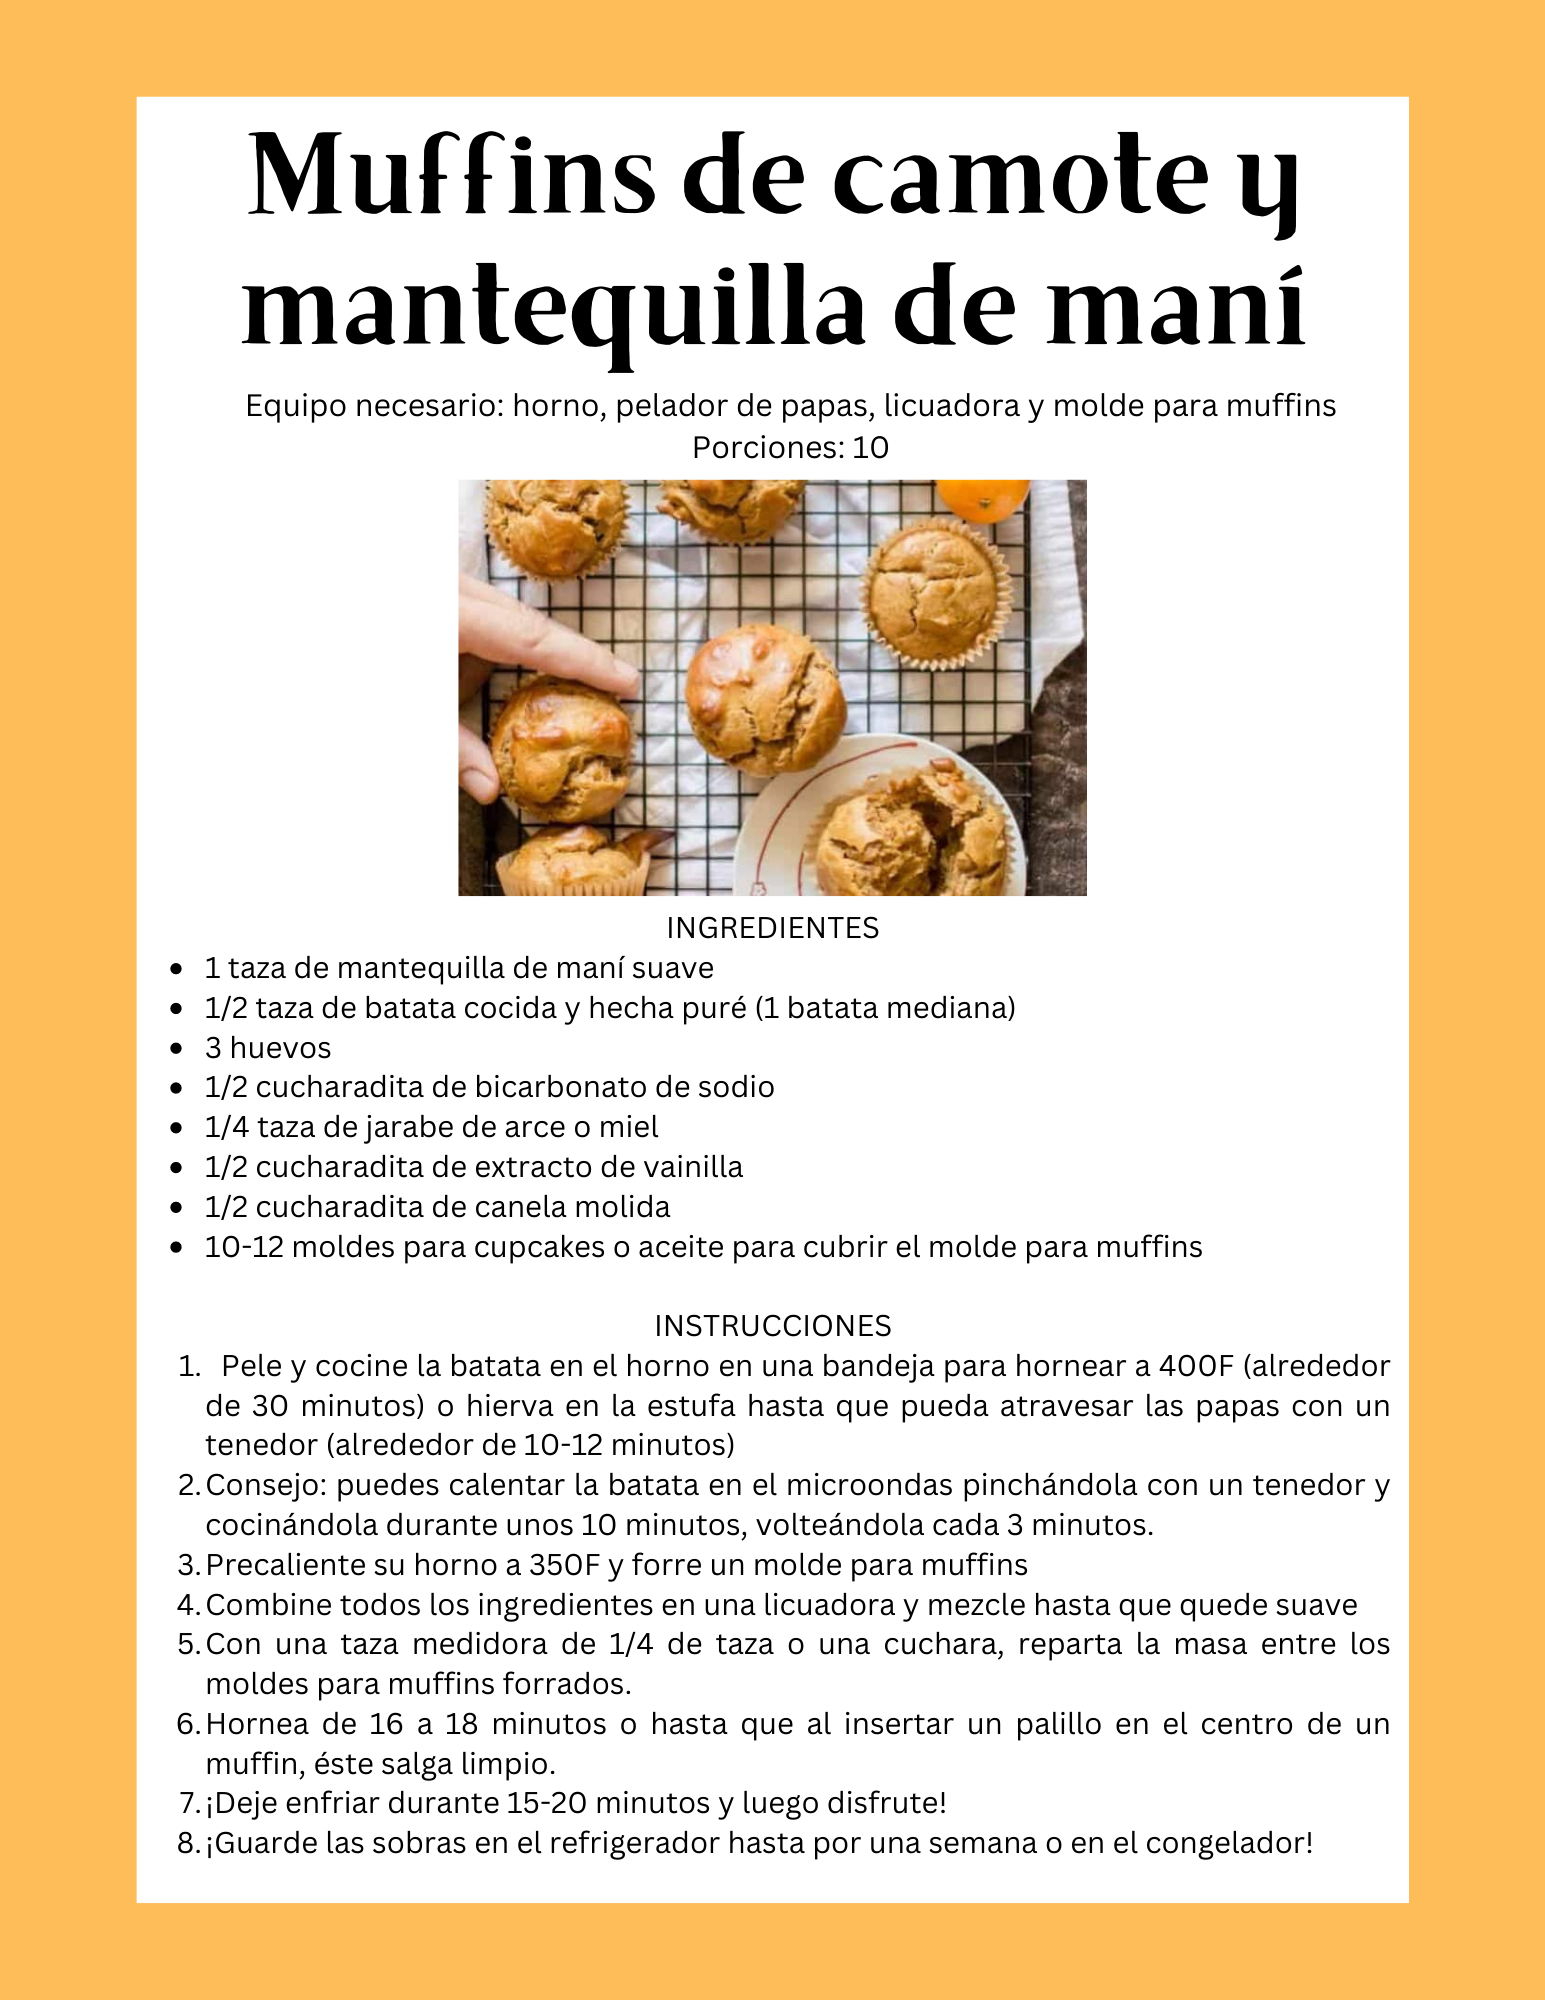 Muffins de camote y
mantequilla de maní
Equipo necesario: horno, pelador de papas, licuadora y molde para muffins
Porciones: 10
INGREDIENTES
• 1 taza de mantequilla de maní suave
• 1/2 taza de batata cocida y hecha puré (1 batata mediana)
• 3 huevos
• 1/2 cucharadita de bicarbonato de sodio
• 1/4 taza de jarabe de arce o miel
• 1/2 cucharadita de extracto de vainilla
• 1/2 cucharadita de canela molida
• 10-12 moldes para cupcakes o aceite para cubrir el molde para muffins
INSTRUCCIONES
1. Pele y cocine la batata en el horno en una bandeja para hornear a 400F (alrededor
de 30 minutos) o hierva en la estufa hasta que pueda atravesar las papas con un
tenedor (alrededor de 10-12 minutos)
2. Consejo: puedes calentar la batata en el microondas pinchándola con un tenedor y
cocinándola durante unos 10 minutos, volteándola cada 3 minutos.
3. Precaliente su horno a 350F y forre un molde para muffins
4. Combine todos los ingredientes en una licuadora y mezcle hasta que quede suave
5. Con una taza medidora de 1/4 de taza o una cuchara, reparta la masa entre los
moldes para muffins forrados.
6. Hornea de 16 a 18 minutos o hasta que al insertar un palillo en el centro de un
muffin, éste salga limpio.
7. ¡Deje enfriar durante 15-20 minutos y luego disfrute!
8. ¡Guarde las sobras en el refrigerador hasta por una semana o en el congelador!